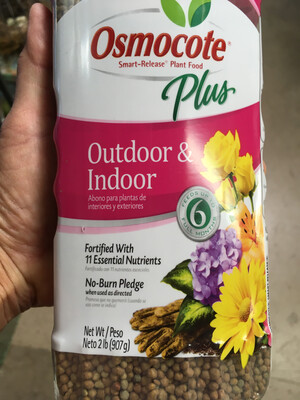 Osmocote®
Smart-Release® Plant Food
Plus
Outdoor &
Indoor
Abono para plantas de
interiores y exteriores
6
Fortified With
11 Essential Nutrients
No-Burn Pledge
when used as directed
Net Wt/Peso
Neto 2 lb (907g)